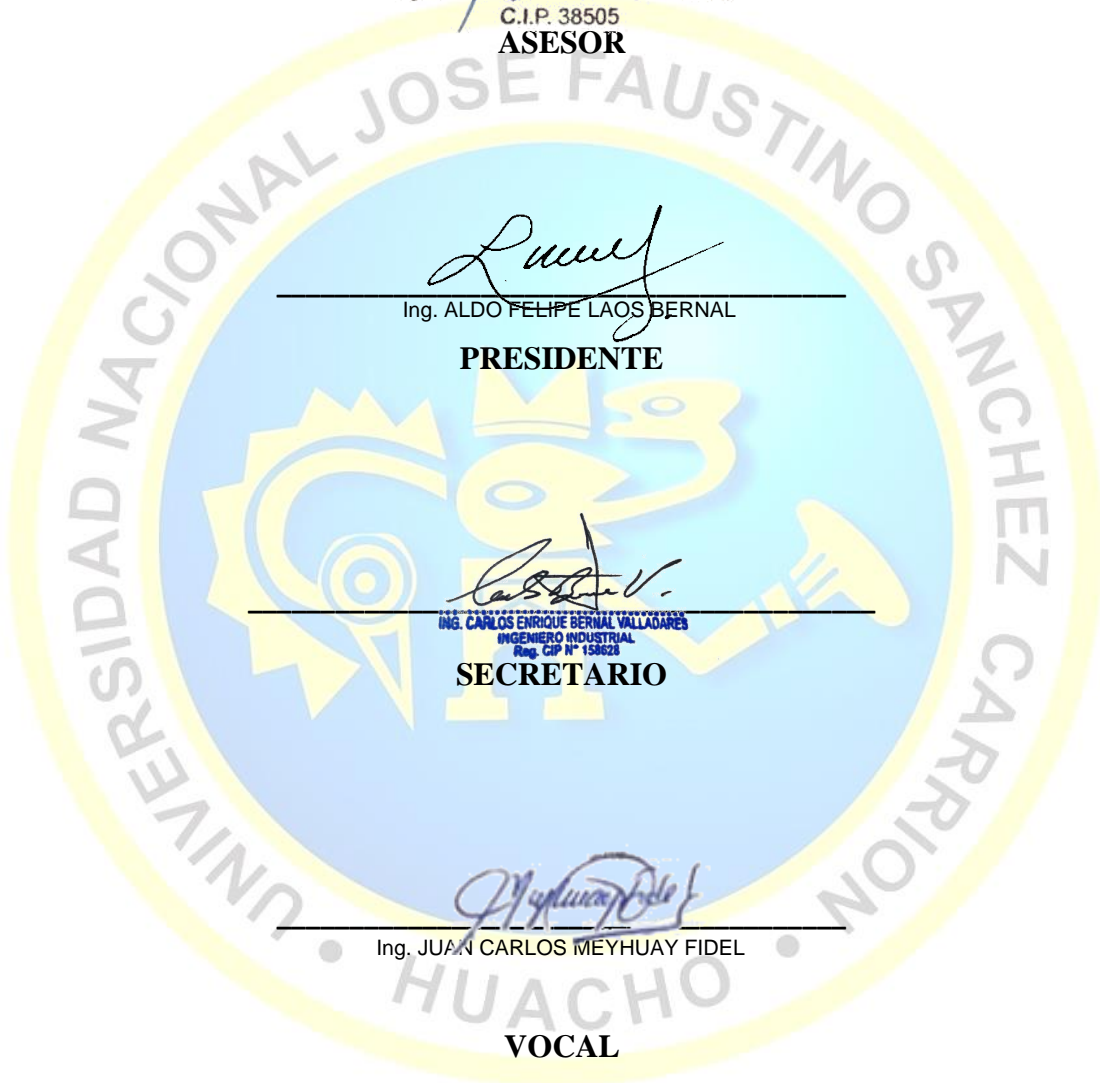 C.I.P. 38505
ASESOR
UNIVERSIDAD NACIONAL JOSE FAUSTINO SANCHEZ CARRION
Ing. ALDO FELIPE LAOS BERNAL
PRESIDENTE
ING. CARLOS ENRIQUE BERNAL VALLADARES
INGENIERO INDUSTRIAL
Reg. CIP N° 158628
SECRETARIO
Ing. JUAN CARLOS MEYHUAY FIDEL
• HUACHO •
VOCAL